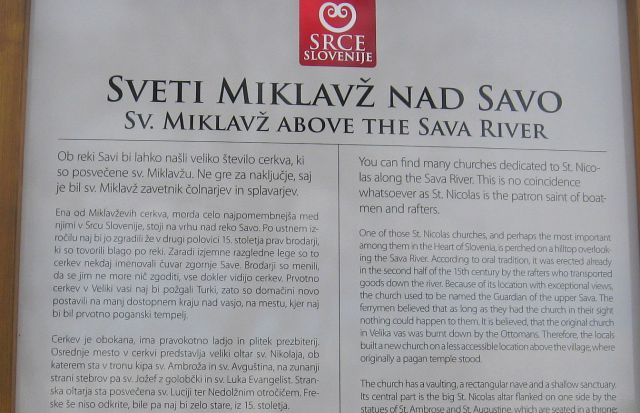 SRCE
SLOVENIJE
SVETI MIKLAVŽ NAD SAVO
SV. MIKLAVŽ ABOVE THE SAVA RIVER
Ob reki Savi bi lahko našli veliko število cerkva, ki
so posvečene sv. Miklavžu. Ne gre za naključje, saj
je bil sv. Miklavž zavetnik čolnarjev in splavarjev.
Ena od Miklavževih cerkva, morda celo najpomembnejša med
njimi v Srcu Slovenije, stoji na vrhu nad reko Savo. Po ustnem iz-
ročilu naj bi jo zgradili že v drugi polovici 15. stoletja prav brodarji,
ki so tovorili blago po reki. Zaradi izjemne razgledne lege so to
cerkev nekdaj imenovali čuvar zgornje Save. Brodarji so menili,
da se jim ne more nič zgoditi, vse dokler vidijo cerkev. Prvotno
cerkev v Veliki vasi naj bi požgali Turki, zato so domačini novo
postavili na manj dostopnem kraju nad vasjo, na mestu, kjer naj
bi bil prvotno poganski tempelj.
Cerkev je obokana, ima pravokotno ladjo in plitek prezbiterij.
Osrednje mesto v cerkvi predstavlja veliki oltar sv. Nikolaja, ob
katerem sta v tronu kipa sv. Ambroža in sv. Avguština, na zunanji
strani stebrov pa sv. Jožef z golobčki in sv. Luka Evangelist. Stran-
ska oltarja sta posvečena sv. Luciji ter Nedolžnim otročičem. Fre-
ske še niso odkrite, bile pa naj bi zelo stare, iz 15. stoletja.
You can find many churches dedicated to St. Nico-
las along the Sava River. This is no coincidence
whatsoever as St. Nicolas is the patron saint of boat-
men and rafters.
One of those St. Nicolas churches, and perhaps the most important
among them in the Heart of Slovenia, is perched on a hilltop overlook-
ing the Sava River. According to oral tradition, it was erected already
in the second half of the 15th century by the rafters who transported
goods down the river. Because of its location with exceptional views,
the church used to be named the Guardian of the upper Sava. The
ferrymen believed that as long as they had the church in their sight
nothing could happen to them. It is believed, that the original church
in Velika vas was burnt down by the Ottomans. Therefore, the locals
built a new church on a less accessible location above the village, where
originally a pagan temple stood.
The church has a vaulting, a rectangular nave and a shallow sanctuary.
Its central part is the big St. Nicolas altar flanked on one side by the
statues of St. Ambrose and St. Augustine, which are seated in a throne;